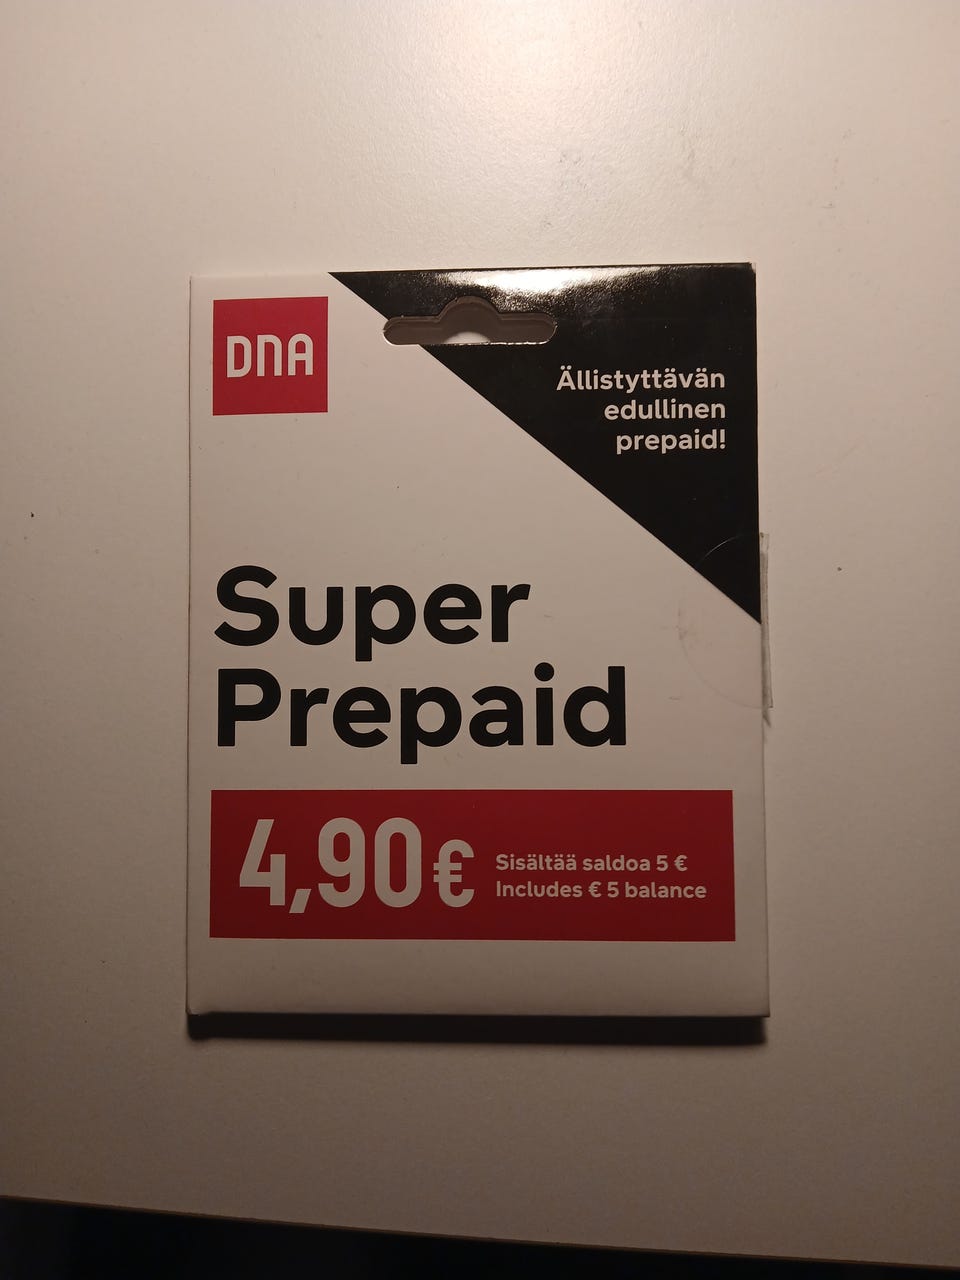 DNA
Ällistyttävän
edullinen
prepaid!
Super
Prepaid
4,90 €
Sisältää saldoa 5 €
Includes € 5 balance